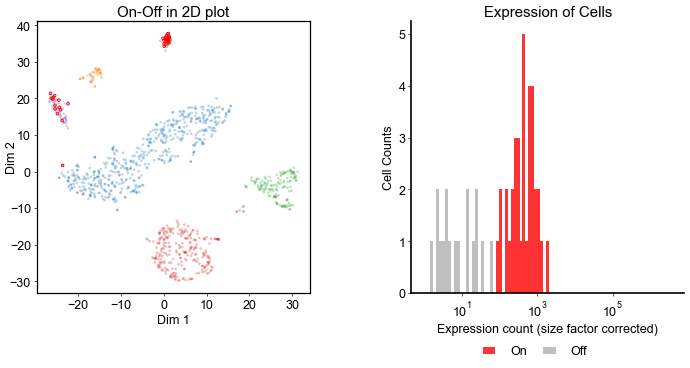 On-Off in 2D plot
40
30
20
10
0
−10
−20
−30
Dim 2
−20 −10 0 10 20 30
Dim 1
Expression of Cells
5
4
3
2
1
0
Cell Counts
10^1 10^3 10^5
Expression count (size factor corrected)
On Off